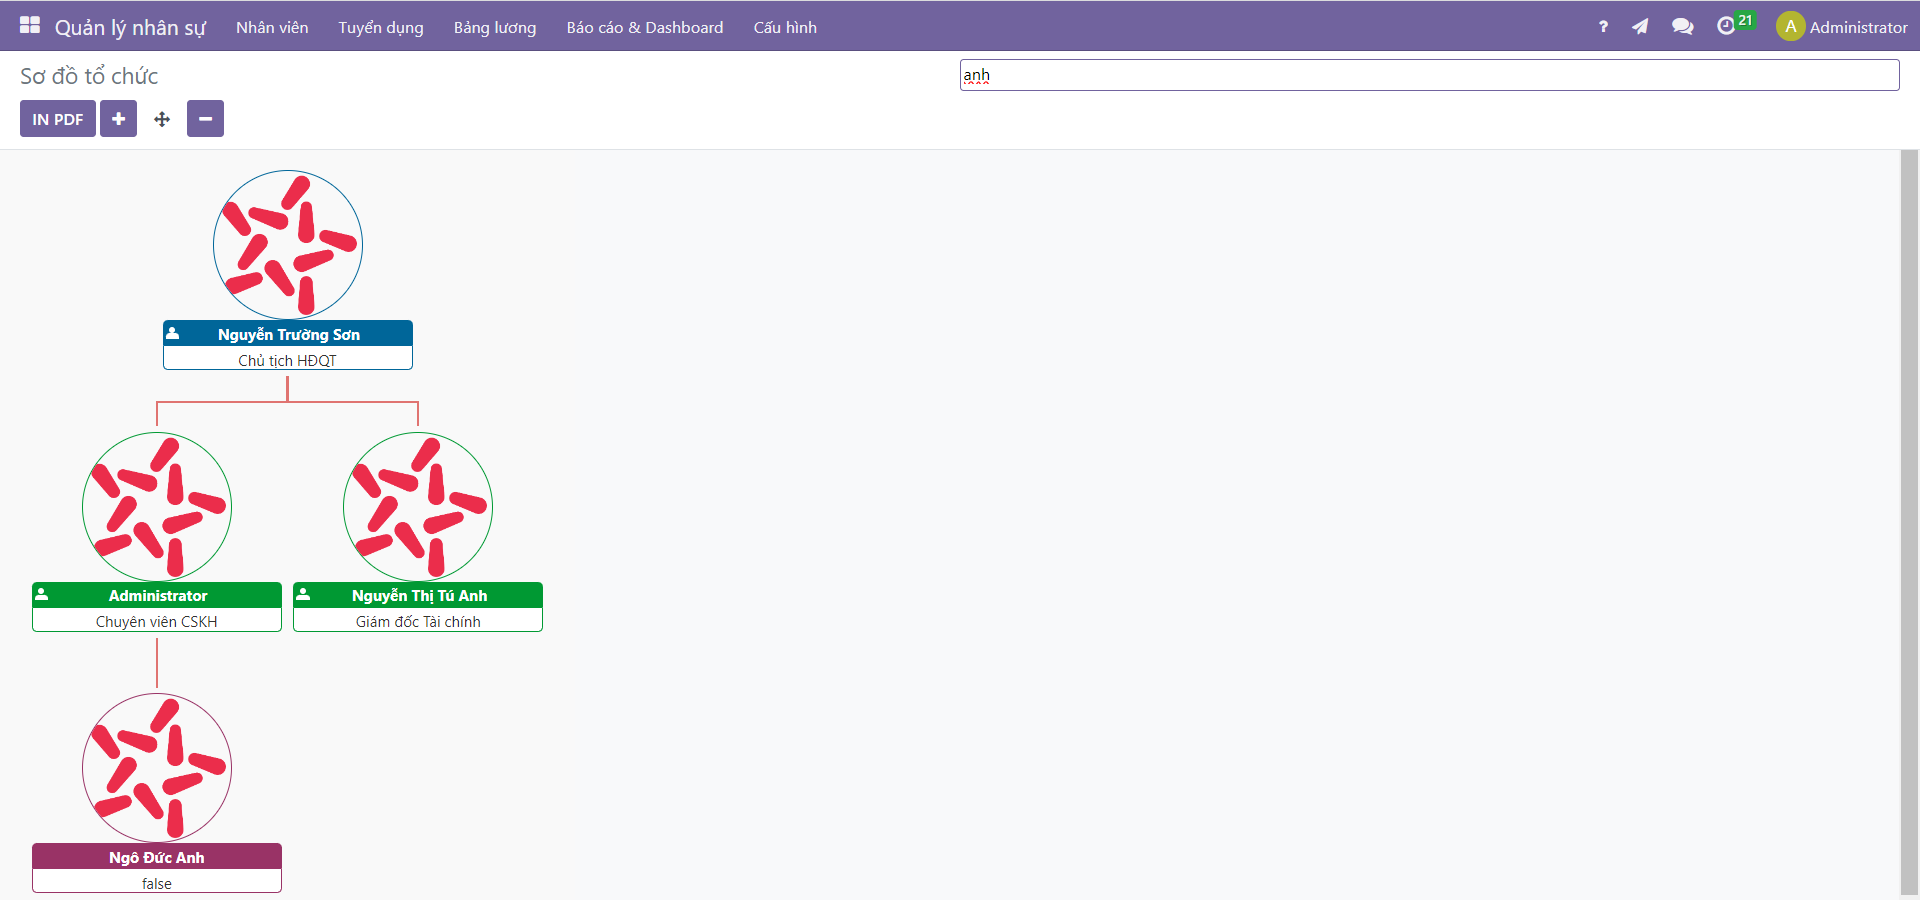 Quản lý nhân sự Nhân viên Tuyển dụng Bảng lương Báo cáo & Dashboard Cấu hình ? 21 A Administrator
Sơ đồ tổ chức anh
IN PDF
Nguyễn Trường Sơn
Chủ tịch HĐQT
Administrator Nguyễn Thị Tú Anh
Chuyên viên CSKH Giám đốc Tài chính
Ngô Đức Anh
false